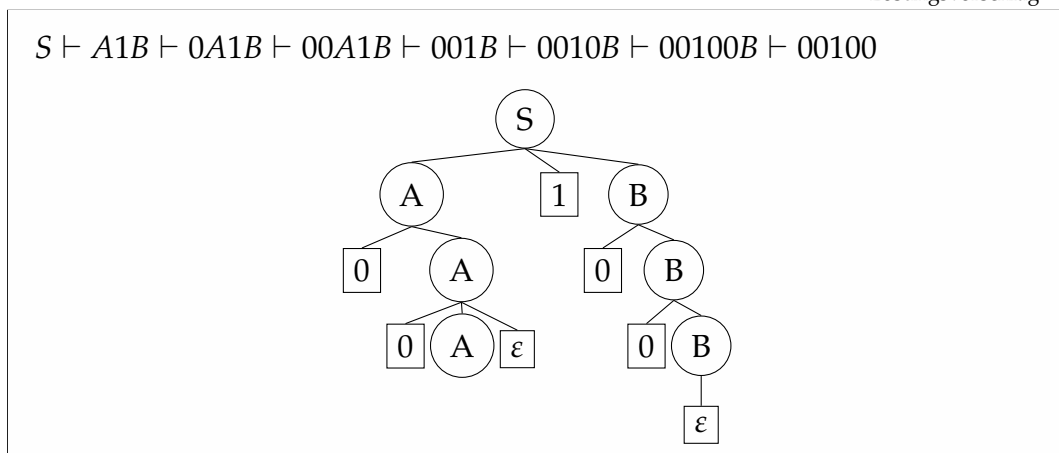 S ⊢ A1B ⊢ 0A1B ⊢ 00A1B ⊢ 001B ⊢ 0010B ⊢ 00100B ⊢ 00100
S
A 1 B
0 A 0 B
0 A ε 0 B
ε